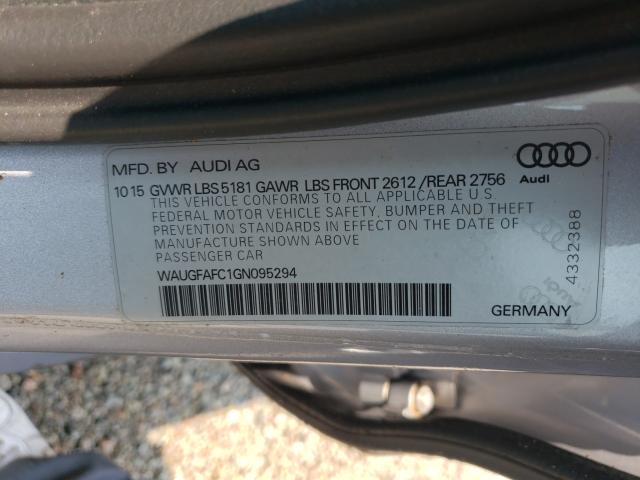 MFD. BY AUDI AG
10 15 GVWR LBS 5181 GAWR LBS FRONT 2612 /REAR 2756
THIS VEHICLE CONFORMS TO ALL APPLICABLE U.S.
FEDERAL MOTOR VEHICLE SAFETY, BUMPER AND THEFT
PREVENTION STANDARDS IN EFFECT ON THE DATE OF
MANUFACTURE SHOWN ABOVE
PASSENGER CAR
WAUGFAFC1GN095294
Audi
4332388
GERMANY